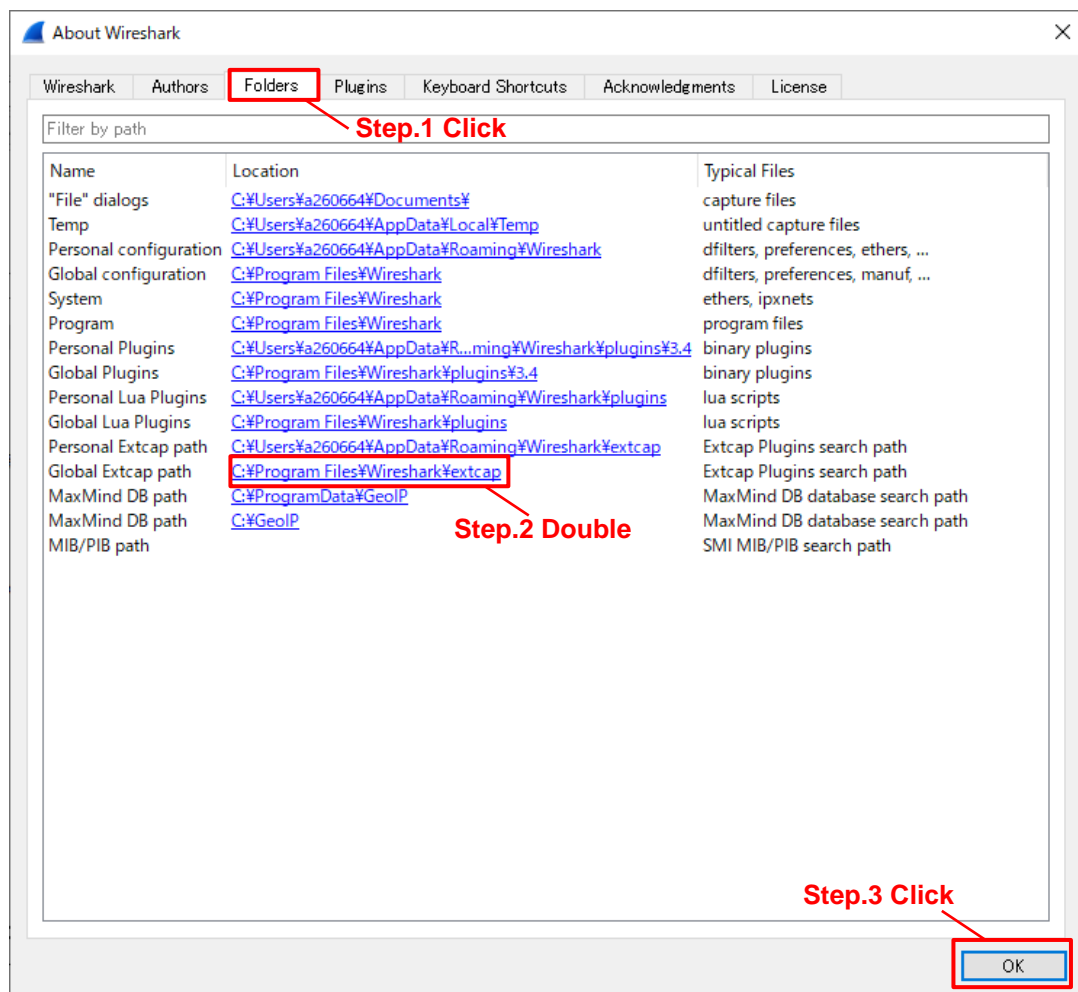 About Wireshark
Wireshark Authors Folders Plugins Keyboard Shortcuts Acknowledgments License
Step.1 Click
Filter by path
Name Location Typical Files
"File" dialogs C:¥Users¥a260664¥Documents¥ capture files
Temp C:¥Users¥a260664¥AppData¥Local¥Temp untitled capture files
Personal configuration C:¥Users¥a260664¥AppData¥Roaming¥Wireshark dfilters, preferences, ethers, ...
Global configuration C:¥Program Files¥Wireshark dfilters, preferences, manuf, ...
System C:¥Program Files¥Wireshark ethers, ipxnets
Program C:¥Program Files¥Wireshark program files
Personal Plugins C:¥Users¥a260664¥AppData¥R...ming¥Wireshark¥plugins¥3.4 binary plugins
Global Plugins C:¥Program Files¥Wireshark¥plugins¥3.4 binary plugins
Personal Lua Plugins C:¥Users¥a260664¥AppData¥Roaming¥Wireshark¥plugins lua scripts
Global Lua Plugins C:¥Program Files¥Wireshark¥plugins lua scripts
Personal Extcap path C:¥Users¥a260664¥AppData¥Roaming¥Wireshark¥extcap Extcap Plugins search path
Global Extcap path C:¥Program Files¥Wireshark¥extcap Extcap Plugins search path
MaxMind DB path C:¥ProgramData¥GeoIP MaxMind DB database search path
MaxMind DB path C:¥GeoIP MaxMind DB database search path
Step.2 Double
MIB/PIB path SMI MIB/PIB search path
Step.3 Click
OK